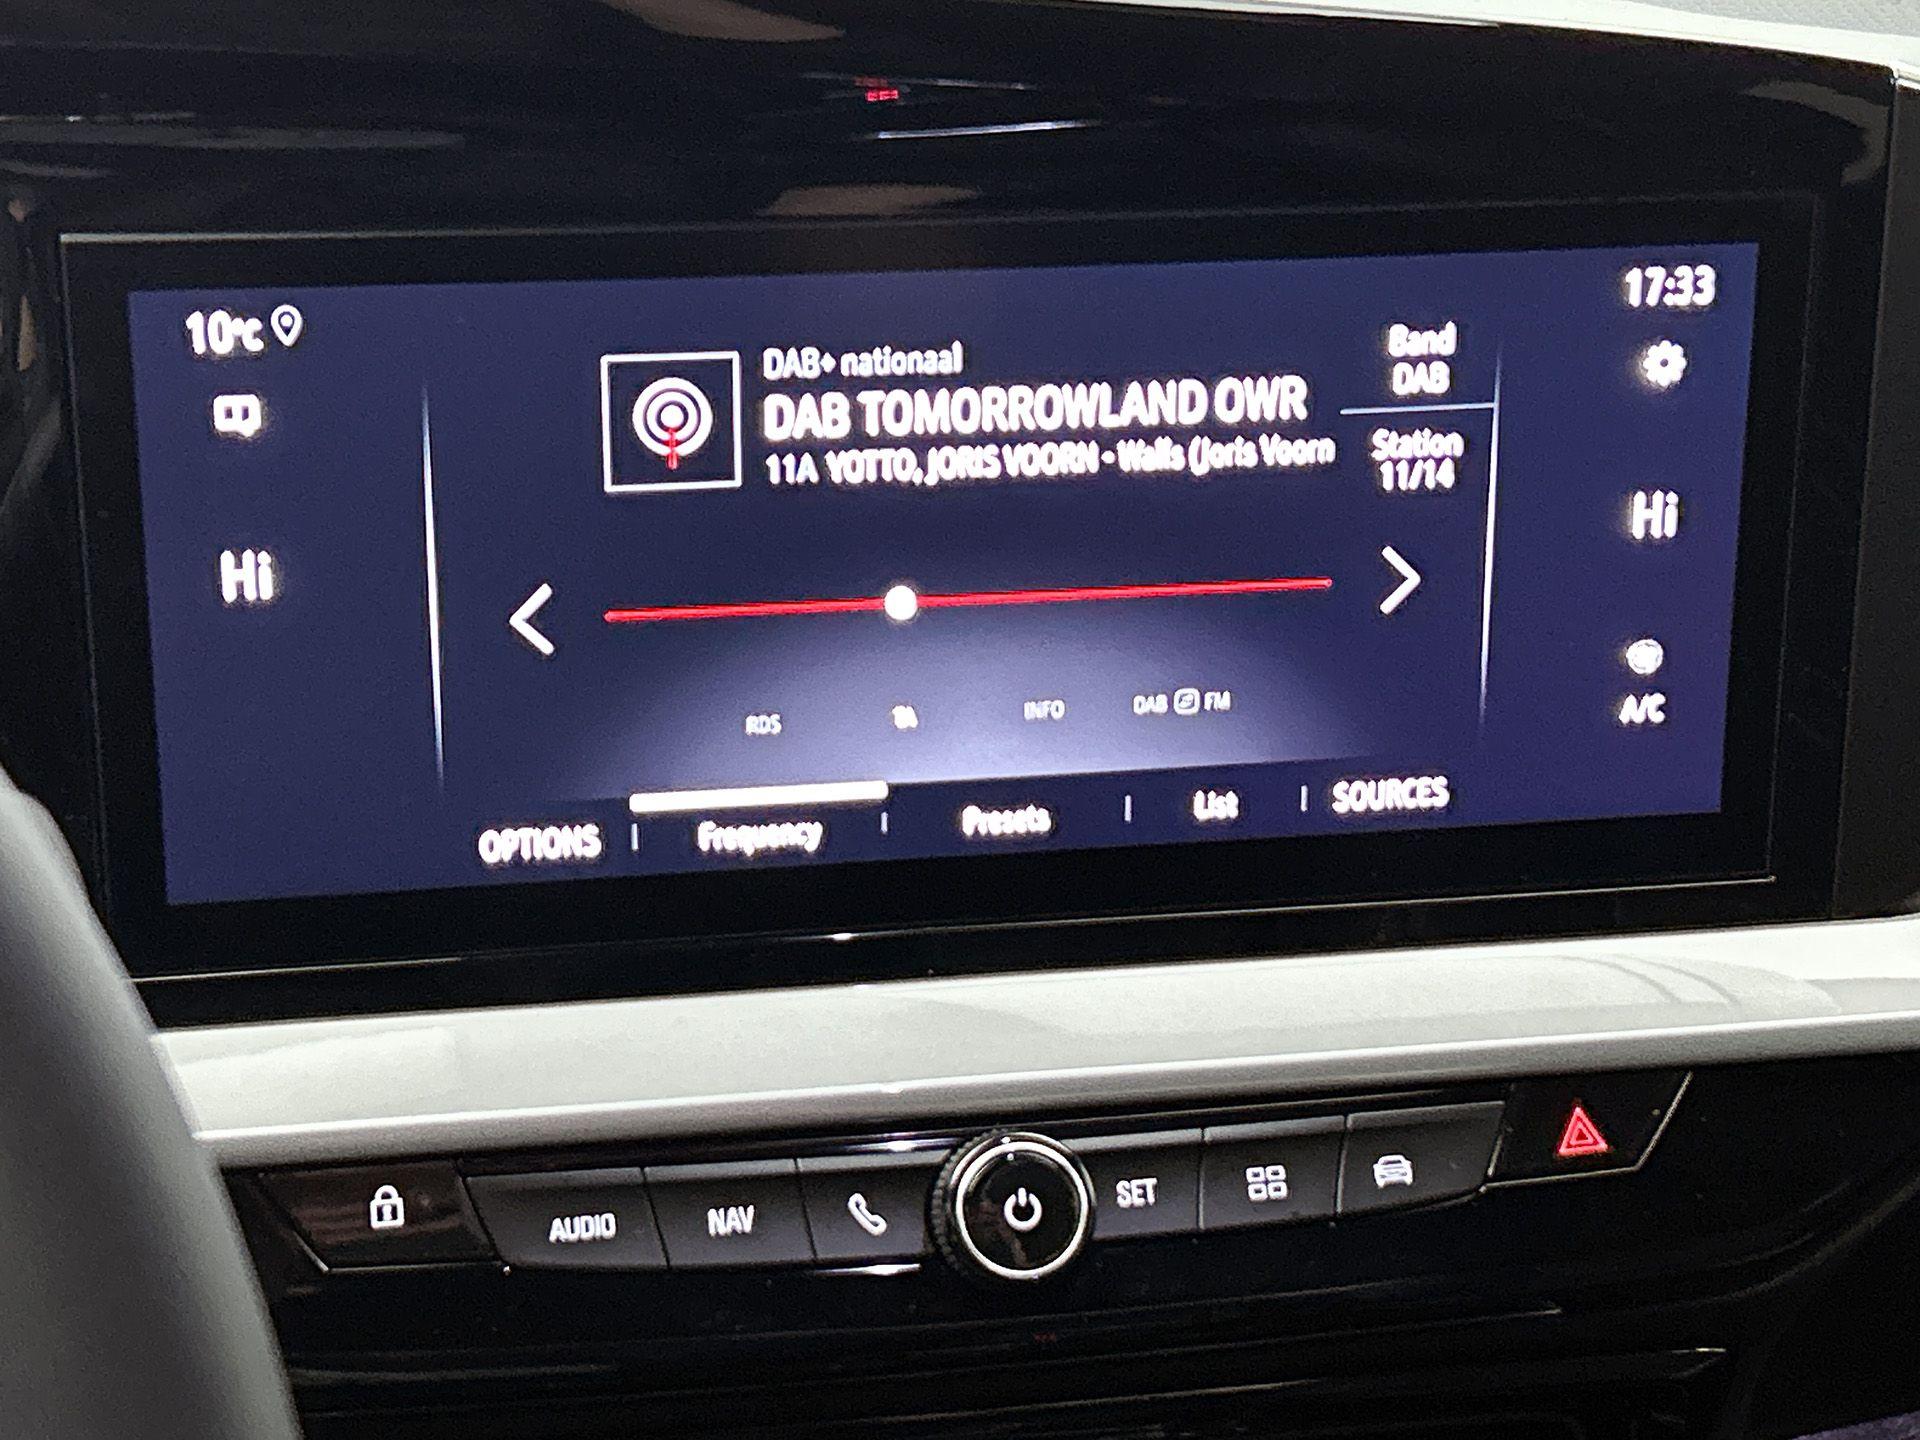 10°C
17:33
DAB+ nationaal
DAB TOMORROWLAND OWR
11A YOTTO, JORIS VOORN - Walls (Joris Voorn
Band
DAB
Station
11/14
Hi
Hi
RDS
TA
INFO
DAB FM
A/C
OPTIONS
Frequency
Presets
List
SOURCES
AUDIO
NAV
SET